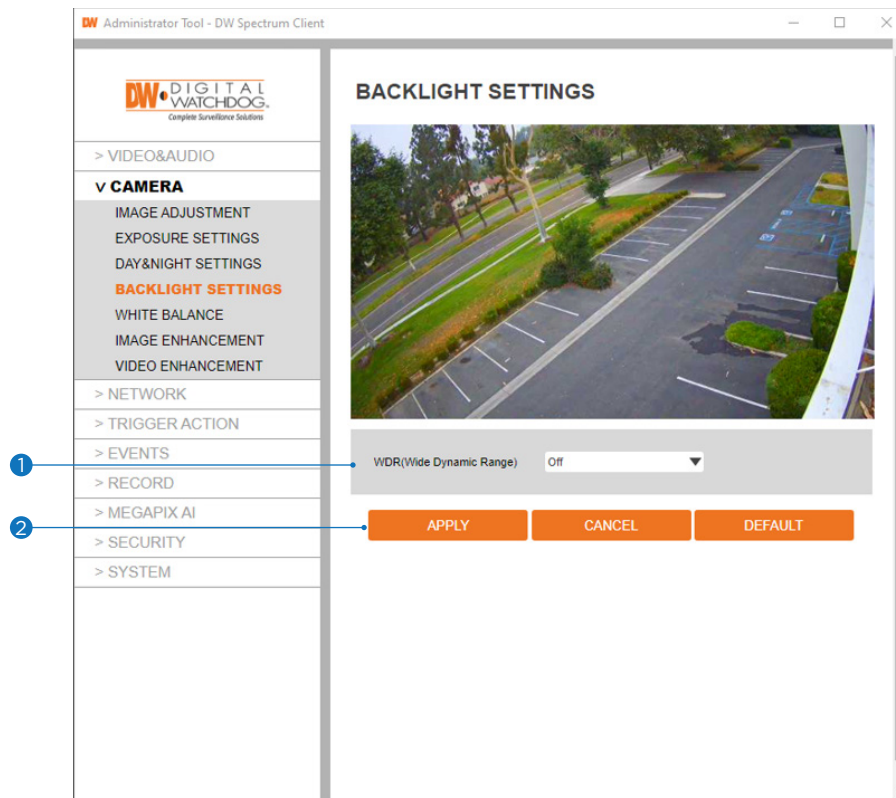 DW Administrator Tool - DW Spectrum Client
DW DIGITAL
WATCHDOG®
Complete Surveillance Solutions
> VIDEO&AUDIO
v CAMERA
IMAGE ADJUSTMENT
EXPOSURE SETTINGS
DAY&NIGHT SETTINGS
BACKLIGHT SETTINGS
WHITE BALANCE
IMAGE ENHANCEMENT
VIDEO ENHANCEMENT
> NETWORK
> TRIGGER ACTION
> EVENTS
> RECORD
> MEGAPIX AI
> SECURITY
> SYSTEM
BACKLIGHT SETTINGS
1
WDR(Wide Dynamic Range) Off
2
APPLY CANCEL DEFAULT